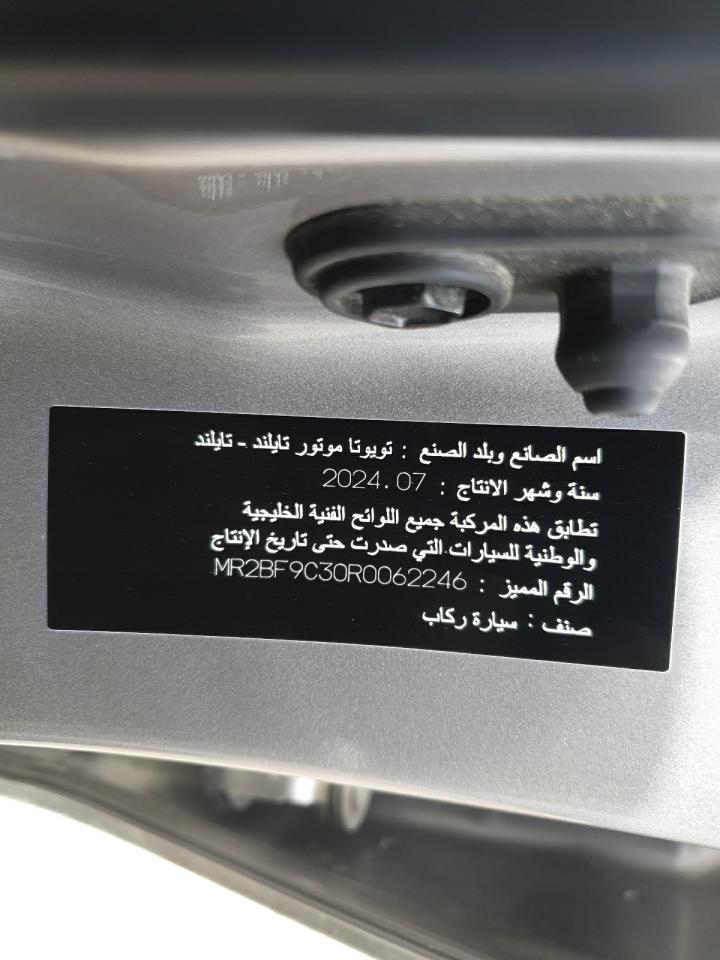 اسم الصانع وبلد الصنع : تويوتا موتور تايلند - تايلند
سنة وشهر الانتاج : 2024.07
تطابق هذه المركبة جميع اللوائح الفنية الخليجية
والوطنية للسيارات التي صدرت حتى تاريخ الإنتاج
الرقم المميز : MR2BF9C30R0062246
صنف : سيارة ركاب